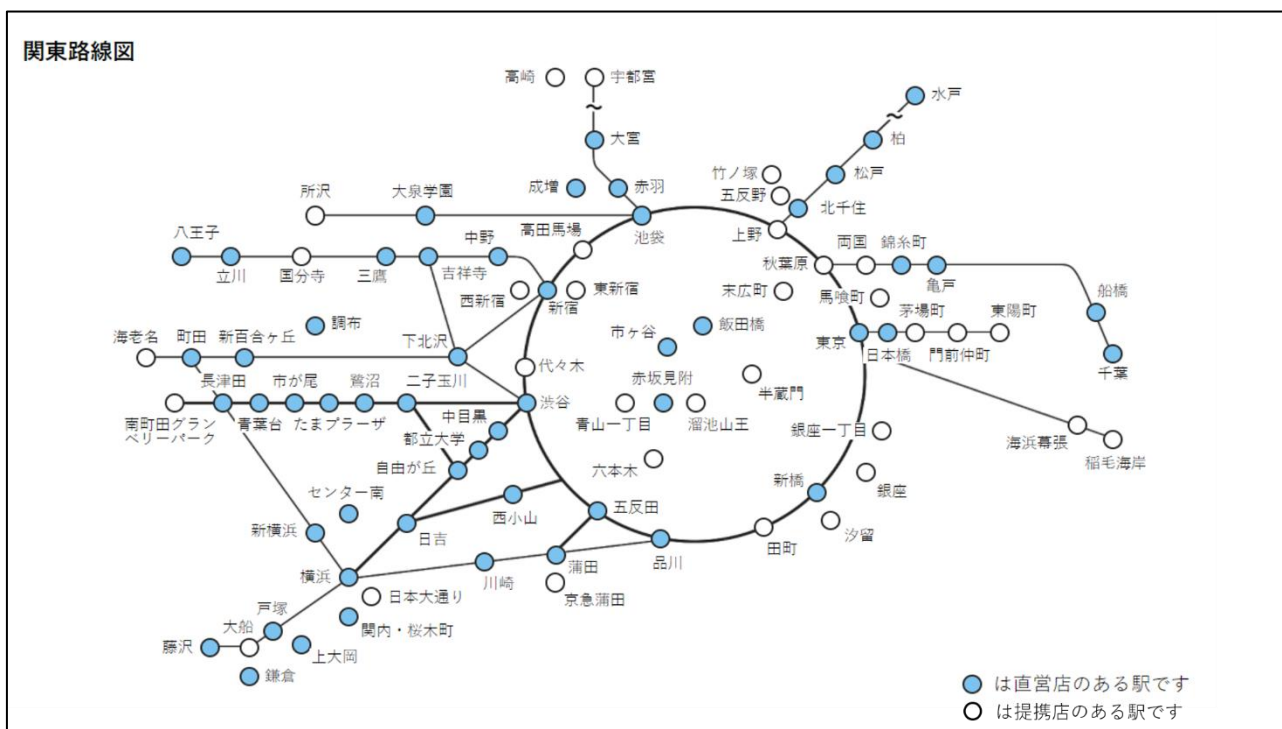 関東路線図
高崎
宇都宮
水戸
大宮
柏
竹ノ塚
松戸
所沢
大泉学園
成増
赤羽
五反野
北千住
高田馬場
池袋
上野
八王子
中野
両国
錦糸町
立川
国分寺
三鷹
吉祥寺
秋葉原
亀戸
西新宿
新宿
東新宿
末広町
馬喰町
船橋
海老名
町田
新百合ヶ丘
調布
下北沢
市ヶ谷
飯田橋
茅場町
東陽町
東京
日本橋
門前仲町
千葉
代々木
長津田
市が尾
鷺沼
二子玉川
赤坂見附
半蔵門
渋谷
南町田グラン
ベリーパーク
青葉台
たまプラーザ
中目黒
都立大学
青山一丁目
溜池山王
銀座一丁目
海浜幕張
稲毛海岸
自由が丘
六本木
銀座
センター南
新橋
西小山
五反田
汐留
新横浜
日吉
田町
横浜
川崎
蒲田
品川
日本大通り
京急蒲田
戸塚
大船
関内・桜木町
藤沢
上大岡
鎌倉
は直営店のある駅です
は提携店のある駅です